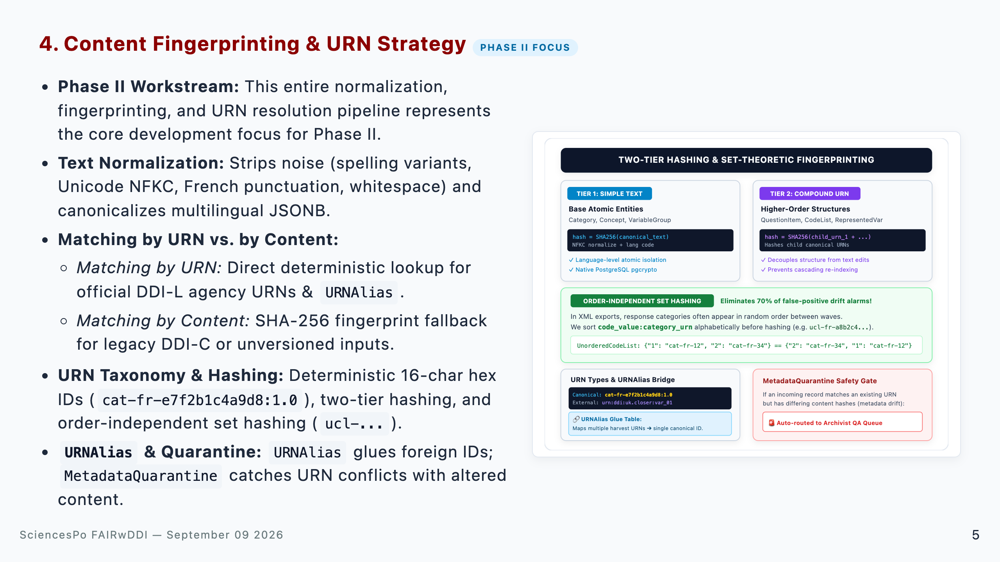 4. Content Fingerprinting & URN Strategy PHASE II FOCUS
• Phase II Workstream: This entire normalization,
fingerprinting, and URN resolution pipeline represents
the core development focus for Phase II.
• Text Normalization: Strips noise (spelling variants,
Unicode NFKC, French punctuation, whitespace) and
canonicalizes multilingual JSONB.
• Matching by URN vs. by Content:
○ Matching by URN: Direct deterministic lookup for
official DDI-L agency URNs & URNAlias.
○ Matching by Content: SHA-256 fingerprint fallback
for legacy DDI-C or unversioned inputs.
• URN Taxonomy & Hashing: Deterministic 16-char hex
IDs (cat-fr-e7f2b1c4a9d8:1.0), two-tier hashing, and
order-independent set hashing (ucl-...).
• URNAlias & Quarantine: URNAlias glues foreign IDs;
MetadataQuarantine catches URN conflicts with altered
content.
TWO-TIER HASHING & SET-THEORETIC FINGERPRINTING
TIER 1: SIMPLE TEXT
Base Atomic Entities
Category, Concept, VariableGroup
hash = SHA256(canonical_text)
NFKC normalize + lang code
✓ Language-level atomic isolation
✓ Native PostgreSQL pgcrypto
TIER 2: COMPOUND URN
Higher-Order Structures
QuestionItem, CodeList, RepresentedVar
hash = SHA256(child_urn_1 + ...)
Hashes child canonical URNs
✓ Decouples structure from text edits
✓ Prevents cascading re-indexing
ORDER-INDEPENDENT SET HASHING Eliminates 70% of false-positive drift alarms!
In XML exports, response categories often appear in random order between waves.
We sort code_value:category_urn alphabetically before hashing (e.g. ucl-fr-a8b2c4...).
UnorderedCodeList: {"1": "cat-fr-12", "2": "cat-fr-34"} == {"2": "cat-fr-34", "1": "cat-fr-12"}
URN Types & URNAlias Bridge
Canonical: cat-fr-e7f2b1c4a9d8:1.0
External: urn:ddi:uk.closer:var_01
🔗 URNAlias Glue Table:
Maps multiple harvest URNs ➔ single canonical ID.
MetadataQuarantine Safety Gate
If an incoming record matches an existing URN
but has differing content hashes (metadata drift):
🚨 Auto-routed to Archivist QA Queue
SciencesPo FAIRwDDI — September 09 2026
5